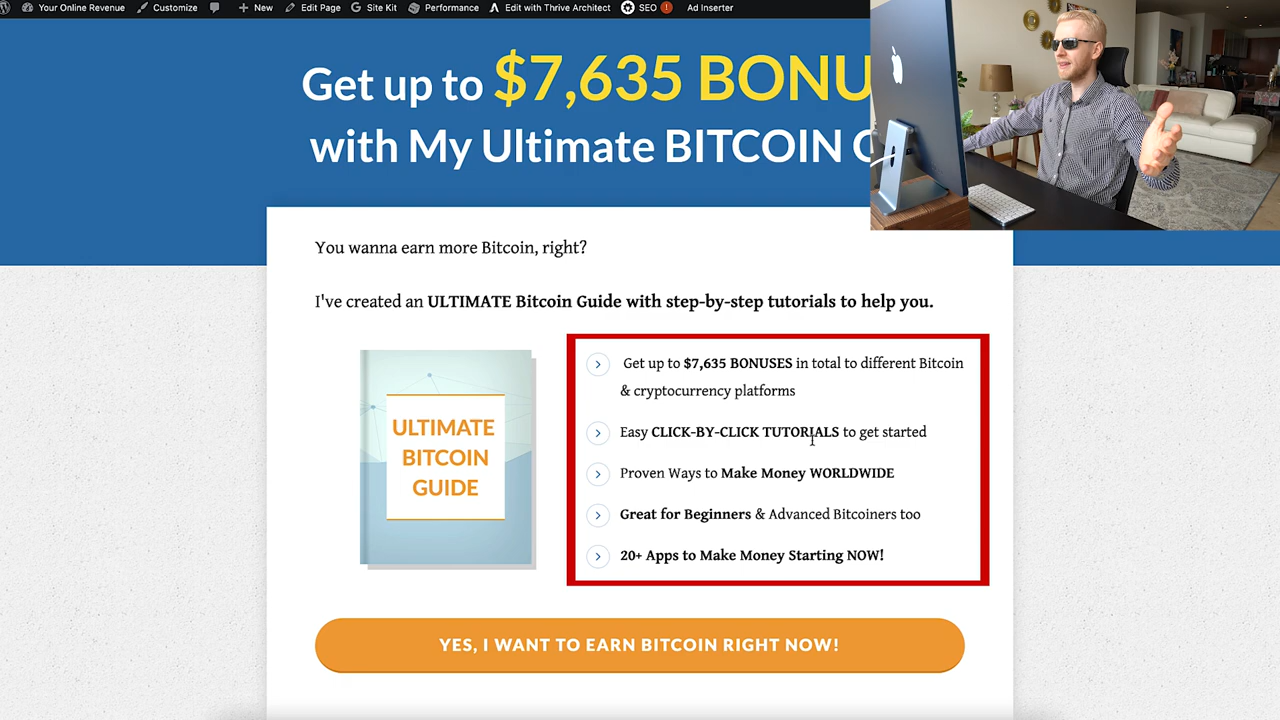 Your Online Revenue Customize New Edit Page Site Kit Performance Edit with Thrive Architect SEO ! Ad Inserter
Get up to $7,635 BONU
with My Ultimate BITCOIN
You wanna earn more Bitcoin, right?
I've created an ULTIMATE Bitcoin Guide with step-by-step tutorials to help you.
ULTIMATE
BITCOIN
GUIDE
Get up to $7,635 BONUSES in total to different Bitcoin
& cryptocurrency platforms
Easy CLICK-BY-CLICK TUTORIALS to get started
Proven Ways to Make Money WORLDWIDE
Great for Beginners & Advanced Bitcoiners too
20+ Apps to Make Money Starting NOW!
YES, I WANT TO EARN BITCOIN RIGHT NOW!